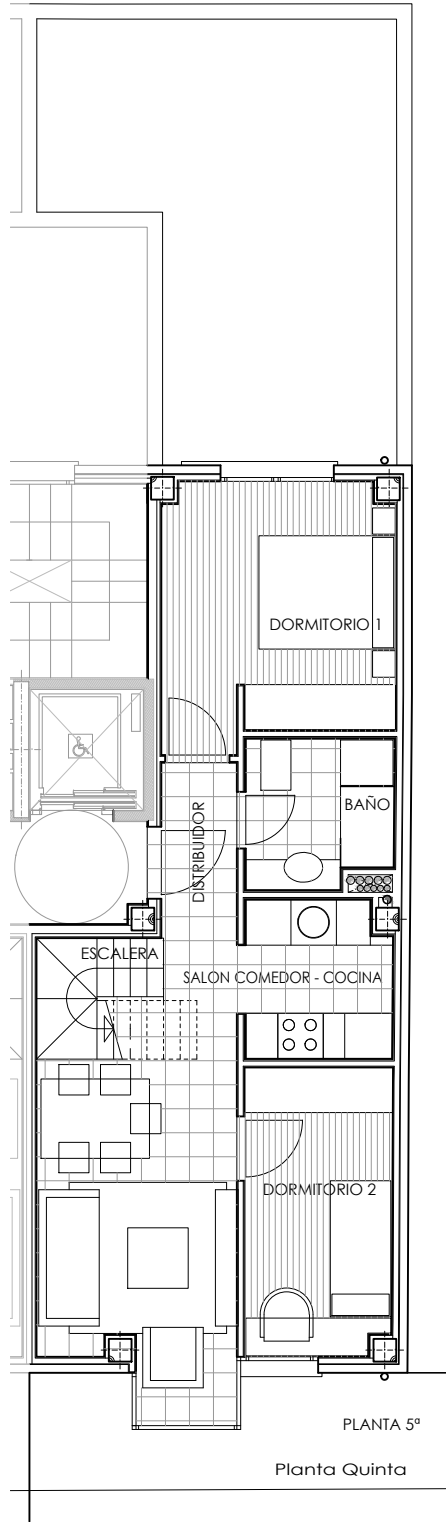 DORMITORIO 1
BAÑO
DISTRIBUIDOR
ESCALERA
SALON COMEDOR - COCINA
DORMITORIO 2
PLANTA 5ª
Planta Quinta